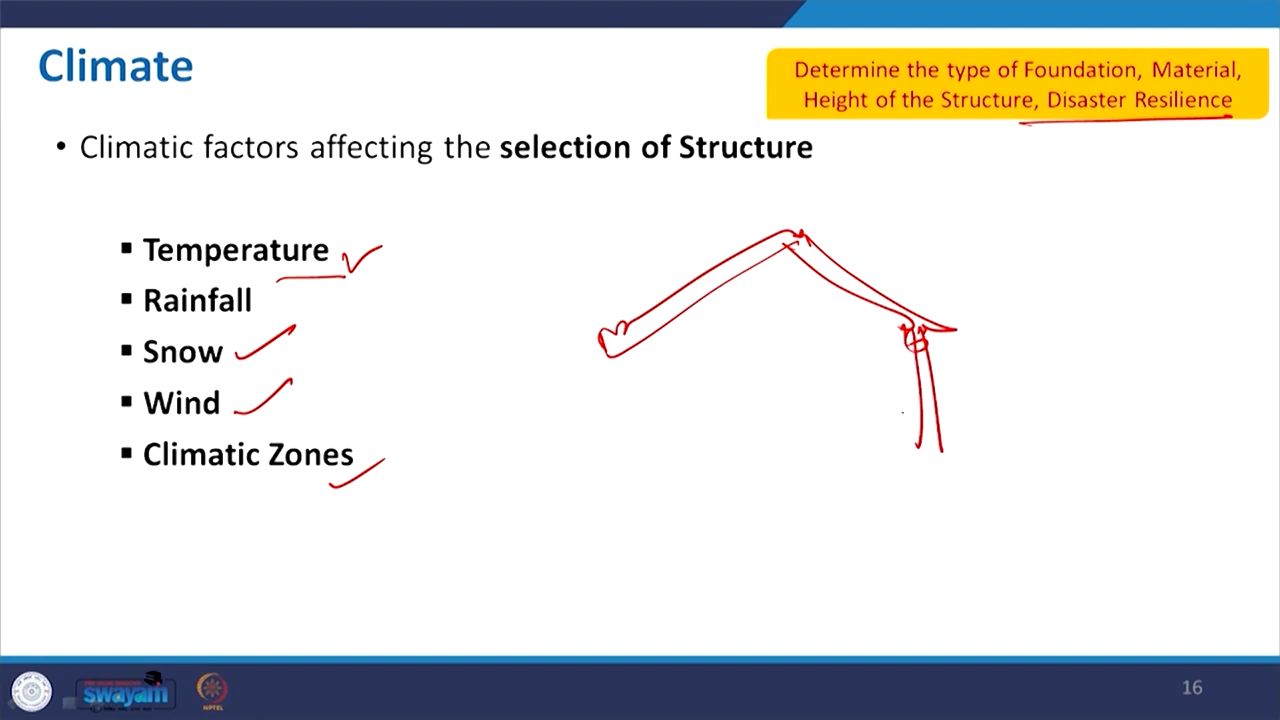 Climate
Determine the type of Foundation, Material,
Height of the Structure, Disaster Resilience
• Climatic factors affecting the selection of Structure
▪ Temperature
▪ Rainfall
▪ Snow
▪ Wind
▪ Climatic Zones
swayam
NPTEL
16